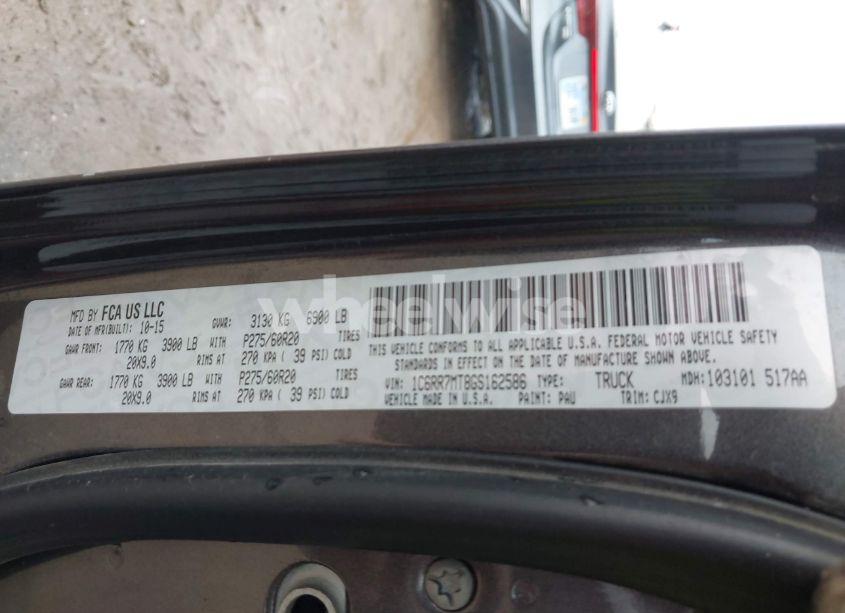 MFD BY FCA US LLC
DATE OF MFR(BUILT): 10-15
GVWR: 3130 KG 6900 LB
GAWR FRONT: 1770 KG 3900 LB WITH P275/60R20 TIRES
20X9.0 RIMS AT 270 KPA ( 39 PSI) COLD
GAWR REAR: 1770 KG 3900 LB WITH P275/60R20 TIRES
20X9.0 RIMS AT 270 KPA ( 39 PSI) COLD
THIS VEHICLE CONFORMS TO ALL APPLICABLE U.S.A. FEDERAL MOTOR VEHICLE SAFETY
STANDARDS IN EFFECT ON THE DATE OF MANUFACTURE SHOWN ABOVE.
VIN: 1C6RR7MT8GS162586 TYPE: TRUCK MDH: 103101 517AA
VEHICLE MADE IN U.S.A. PAINT: PAU TRIM: CJX9
wheelwise